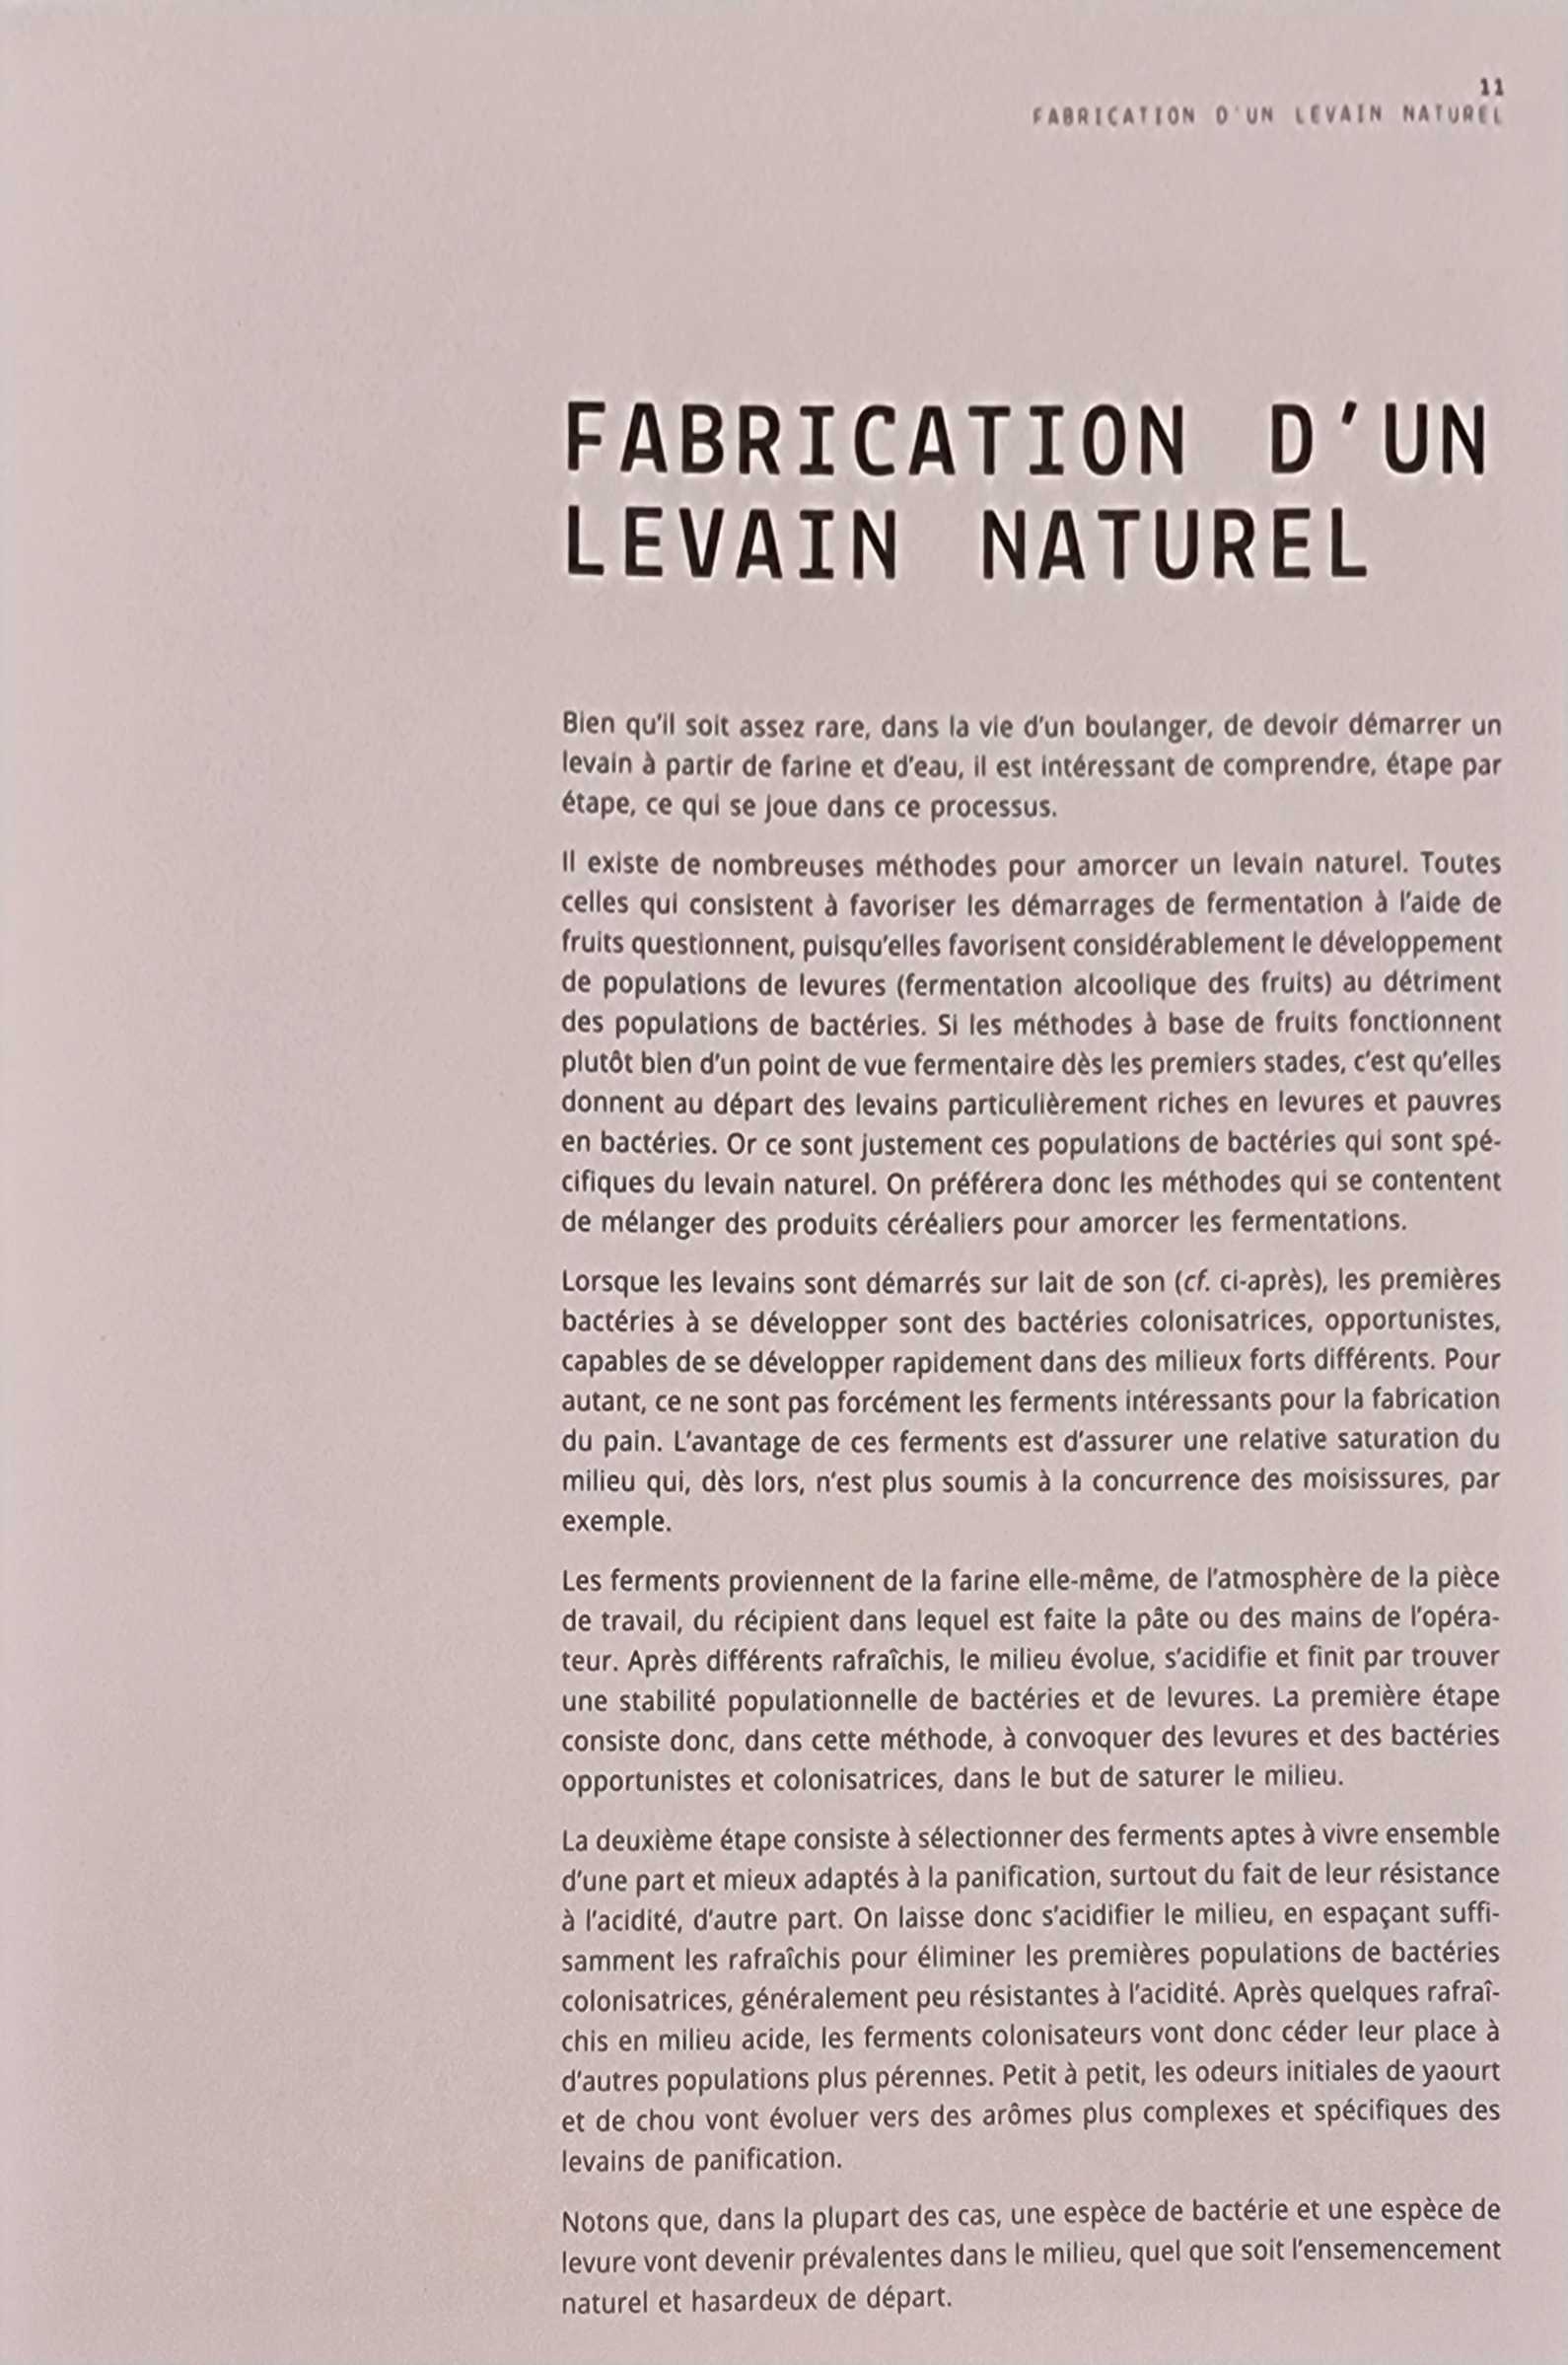 11
FABRICATION D'UN LEVAIN NATUREL
FABRICATION D'UN
LEVAIN NATUREL
Bien qu'il soit assez rare, dans la vie d'un boulanger, de devoir démarrer un
levain à partir de farine et d'eau, il est intéressant de comprendre, étape par
étape, ce qui se joue dans ce processus.
Il existe de nombreuses méthodes pour amorcer un levain naturel. Toutes
celles qui consistent à favoriser les démarrages de fermentation à l'aide de
fruits questionnent, puisqu'elles favorisent considérablement le développement
de populations de levures (fermentation alcoolique des fruits) au détriment
des populations de bactéries. Si les méthodes à base de fruits fonctionnent
plutôt bien d'un point de vue fermentaire dès les premiers stades, c'est qu'elles
donnent au départ des levains particulièrement riches en levures et pauvres
en bactéries. Or ce sont justement ces populations de bactéries qui sont spé-
cifiques du levain naturel. On préférera donc les méthodes qui se contentent
de mélanger des produits céréaliers pour amorcer les fermentations.
Lorsque les levains sont démarrés sur lait de son (cf. ci-après), les premières
bactéries à se développer sont des bactéries colonisatrices, opportunistes,
capables de se développer rapidement dans des milieux forts différents. Pour
autant, ce ne sont pas forcément les ferments intéressants pour la fabrication
du pain. L'avantage de ces ferments est d'assurer une relative saturation du
milieu qui, dès lors, n'est plus soumis à la concurrence des moisissures, par
exemple.
Les ferments proviennent de la farine elle-même, de l'atmosphère de la pièce
de travail, du récipient dans lequel est faite la pâte ou des mains de l'opéra-
teur. Après différents rafraîchis, le milieu évolue, s'acidifie et finit par trouver
une stabilité populationnelle de bactéries et de levures. La première étape
consiste donc, dans cette méthode, à convoquer des levures et des bactéries
opportunistes et colonisatrices, dans le but de saturer le milieu.
La deuxième étape consiste à sélectionner des ferments aptes à vivre ensemble
d'une part et mieux adaptés à la panification, surtout du fait de leur résistance
à l'acidité, d'autre part. On laisse donc s'acidifier le milieu, en espaçant suffi-
samment les rafraîchis pour éliminer les premières populations de bactéries
colonisatrices, généralement peu résistantes à l'acidité. Après quelques rafraî-
chis en milieu acide, les ferments colonisateurs vont donc céder leur place à
d'autres populations plus pérennes. Petit à petit, les odeurs initiales de yaourt
et de chou vont évoluer vers des arômes plus complexes et spécifiques des
levains de panification.
Notons que, dans la plupart des cas, une espèce de bactérie et une espèce de
levure vont devenir prévalentes dans le milieu, quel que soit l'ensemencement
naturel et hasardeux de départ.